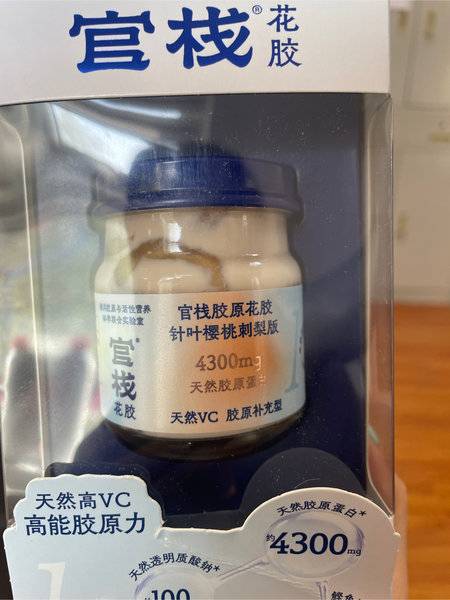 官栈®花胶
官栈胶原花胶
针叶樱桃刺梨版
4300mg
天然胶原蛋白
天然VC 胶原补充型
官栈
花胶
天然高VC
高能胶原力
天然胶原蛋白*
约4300mg
天然透明质酸钠*
100